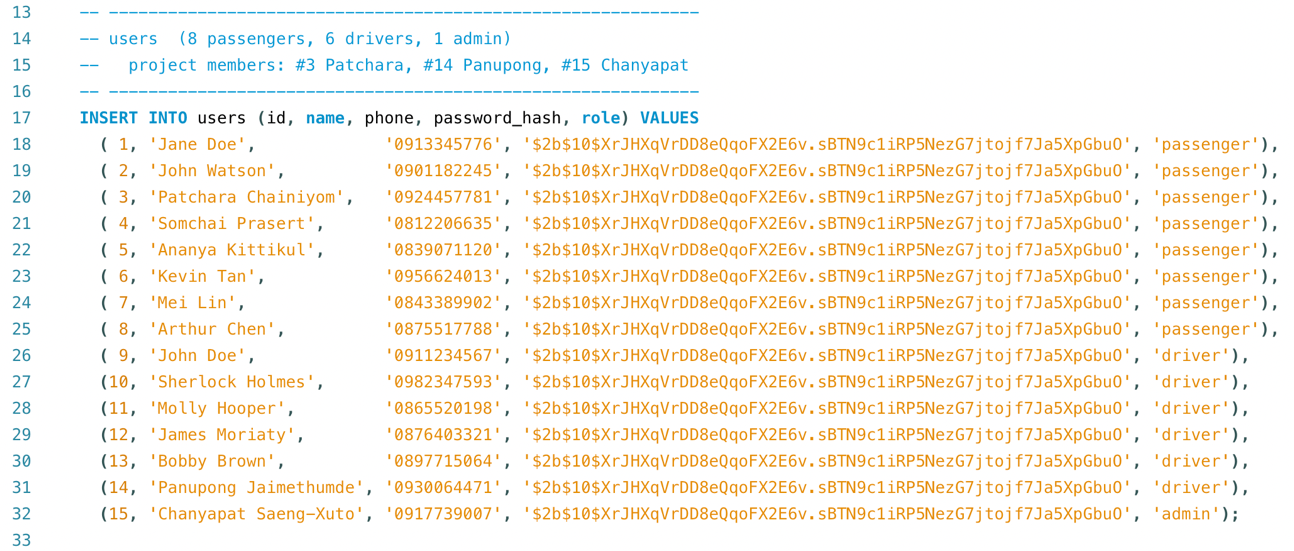 13 -- ------------------------------------------------------------
14 -- users  (8 passengers, 6 drivers, 1 admin)
15 --   project members: #3 Patchara, #14 Panupong, #15 Chanyapat
16 -- ------------------------------------------------------------
17 INSERT INTO users (id, name, phone, password_hash, role) VALUES
18   ( 1, 'Jane Doe',             '0913345776', '$2b$10$XrJHXqVrDD8eQqoFX2E6v.sBTN9c1iRP5NezG7jtojf7Ja5XpGbuO', 'passenger'),
19   ( 2, 'John Watson',          '0901182245', '$2b$10$XrJHXqVrDD8eQqoFX2E6v.sBTN9c1iRP5NezG7jtojf7Ja5XpGbuO', 'passenger'),
20   ( 3, 'Patchara Chainiyom',   '0924457781', '$2b$10$XrJHXqVrDD8eQqoFX2E6v.sBTN9c1iRP5NezG7jtojf7Ja5XpGbuO', 'passenger'),
21   ( 4, 'Somchai Prasert',      '0812206635', '$2b$10$XrJHXqVrDD8eQqoFX2E6v.sBTN9c1iRP5NezG7jtojf7Ja5XpGbuO', 'passenger'),
22   ( 5, 'Ananya Kittikul',      '0839071120', '$2b$10$XrJHXqVrDD8eQqoFX2E6v.sBTN9c1iRP5NezG7jtojf7Ja5XpGbuO', 'passenger'),
23   ( 6, 'Kevin Tan',            '0956624013', '$2b$10$XrJHXqVrDD8eQqoFX2E6v.sBTN9c1iRP5NezG7jtojf7Ja5XpGbuO', 'passenger'),
24   ( 7, 'Mei Lin',              '0843389902', '$2b$10$XrJHXqVrDD8eQqoFX2E6v.sBTN9c1iRP5NezG7jtojf7Ja5XpGbuO', 'passenger'),
25   ( 8, 'Arthur Chen',          '0875517788', '$2b$10$XrJHXqVrDD8eQqoFX2E6v.sBTN9c1iRP5NezG7jtojf7Ja5XpGbuO', 'passenger'),
26   ( 9, 'John Doe',             '0911234567', '$2b$10$XrJHXqVrDD8eQqoFX2E6v.sBTN9c1iRP5NezG7jtojf7Ja5XpGbuO', 'driver'),
27   (10, 'Sherlock Holmes',      '0982347593', '$2b$10$XrJHXqVrDD8eQqoFX2E6v.sBTN9c1iRP5NezG7jtojf7Ja5XpGbuO', 'driver'),
28   (11, 'Molly Hooper',         '0865520198', '$2b$10$XrJHXqVrDD8eQqoFX2E6v.sBTN9c1iRP5NezG7jtojf7Ja5XpGbuO', 'driver'),
29   (12, 'James Moriaty',        '0876403321', '$2b$10$XrJHXqVrDD8eQqoFX2E6v.sBTN9c1iRP5NezG7jtojf7Ja5XpGbuO', 'driver'),
30   (13, 'Bobby Brown',          '0897715064', '$2b$10$XrJHXqVrDD8eQqoFX2E6v.sBTN9c1iRP5NezG7jtojf7Ja5XpGbuO', 'driver'),
31   (14, 'Panupong Jaimethumde', '0930064471', '$2b$10$XrJHXqVrDD8eQqoFX2E6v.sBTN9c1iRP5NezG7jtojf7Ja5XpGbuO', 'driver'),
32   (15, 'Chanyapat Saeng-Xuto', '0917739007', '$2b$10$XrJHXqVrDD8eQqoFX2E6v.sBTN9c1iRP5NezG7jtojf7Ja5XpGbuO', 'admin');
33